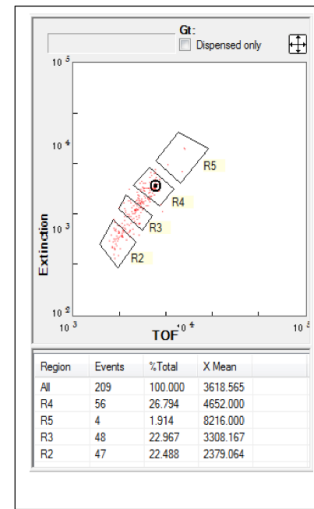 Gt:
Dispensed only
10 5
10 4
10 3
10 2
Extinction
R5
R4
R3
R2
10 3
10 4
10 5
TOF
Region Events %Total X Mean
All 209 100.000 3618.565
R4 56 26.794 4652.000
R5 4 1.914 8216.000
R3 48 22.967 3308.167
R2 47 22.488 2379.064